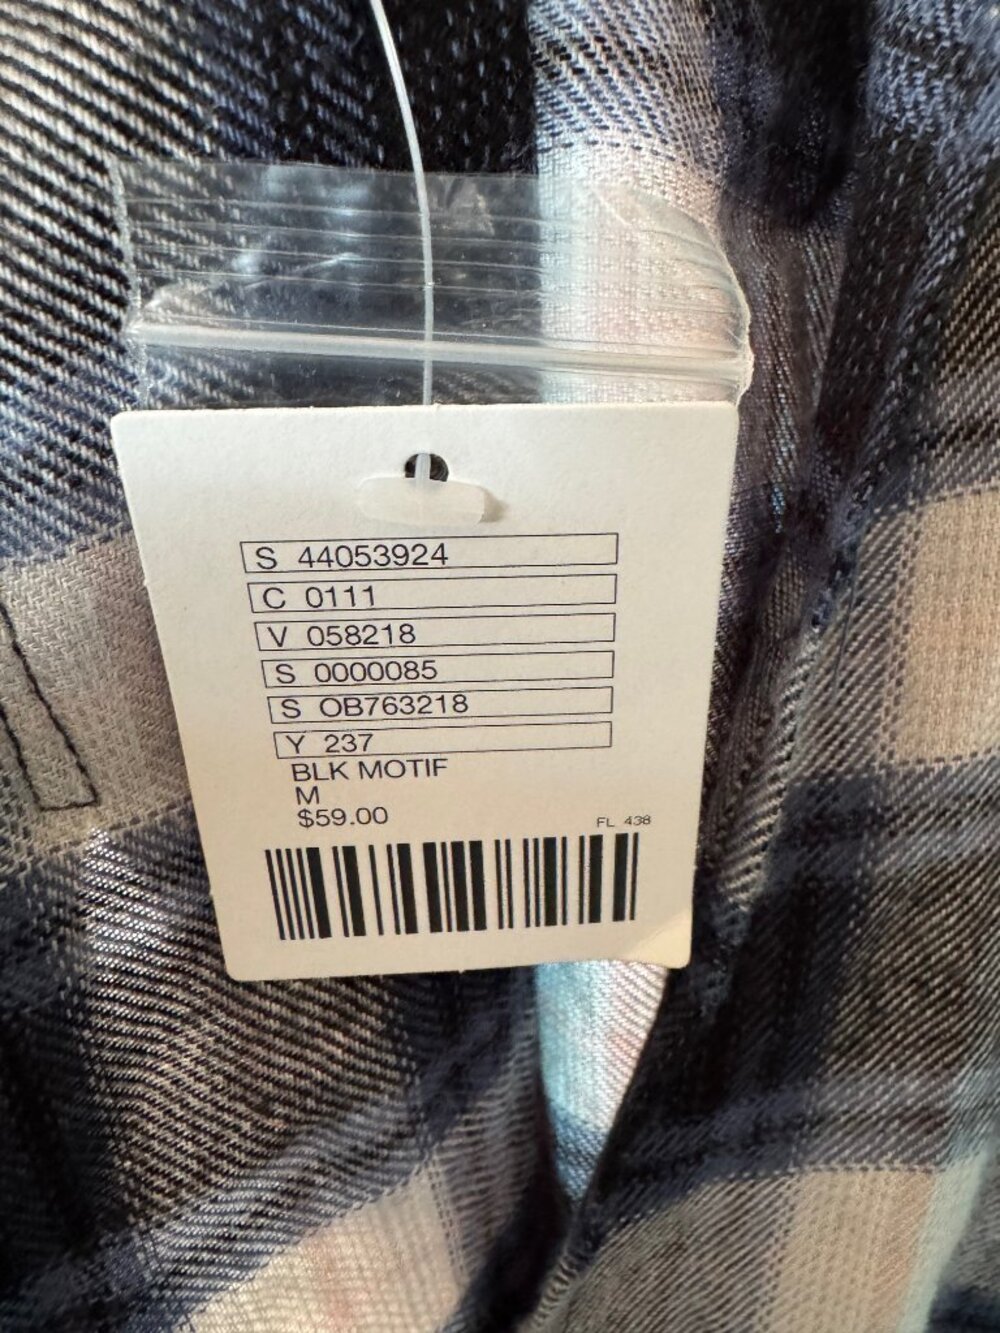 S 44053924
C 0111
V 058218
S 0000085
S OB763218
Y 237
BLK MOTIF
M
$59.00
FL 438